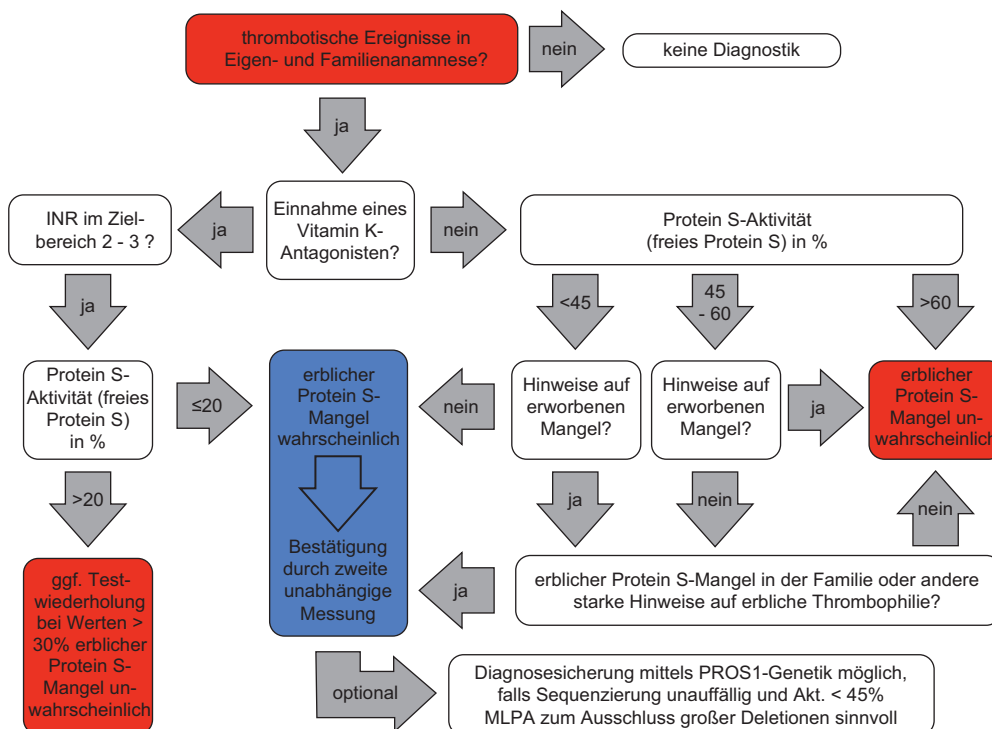 thrombotische Ereignisse in
Eigen- und Familienanamnese?
nein
keine Diagnostik
ja
INR im Ziel-
bereich 2 - 3 ?
ja
Einnahme eines
Vitamin K-
Antagonisten?
nein
Protein S-Aktivität
(freies Protein S) in %
ja
<45
45
- 60
>60
Protein S-
Aktivität (freies
Protein S)
in %
≤20
erblicher
Protein S-
Mangel
wahrscheinlich
nein
Hinweise auf
erworbenen
Mangel?
Hinweise auf
erworbenen
Mangel?
ja
erblicher
Protein S-
Mangel un-
wahrscheinlich
>20
ja
nein
nein
ggf. Test-
wiederholung
bei Werten >
30% erblicher
Protein S-
Mangel un-
wahrscheinlich
Bestätigung
durch zweite
unabhängige
Messung
ja
erblicher Protein S-Mangel in der Familie oder andere
starke Hinweise auf erbliche Thrombophilie?
optional
Diagnosesicherung mittels PROS1-Genetik möglich,
falls Sequenzierung unauffällig und Akt. < 45%
MLPA zum Ausschluss großer Deletionen sinnvoll